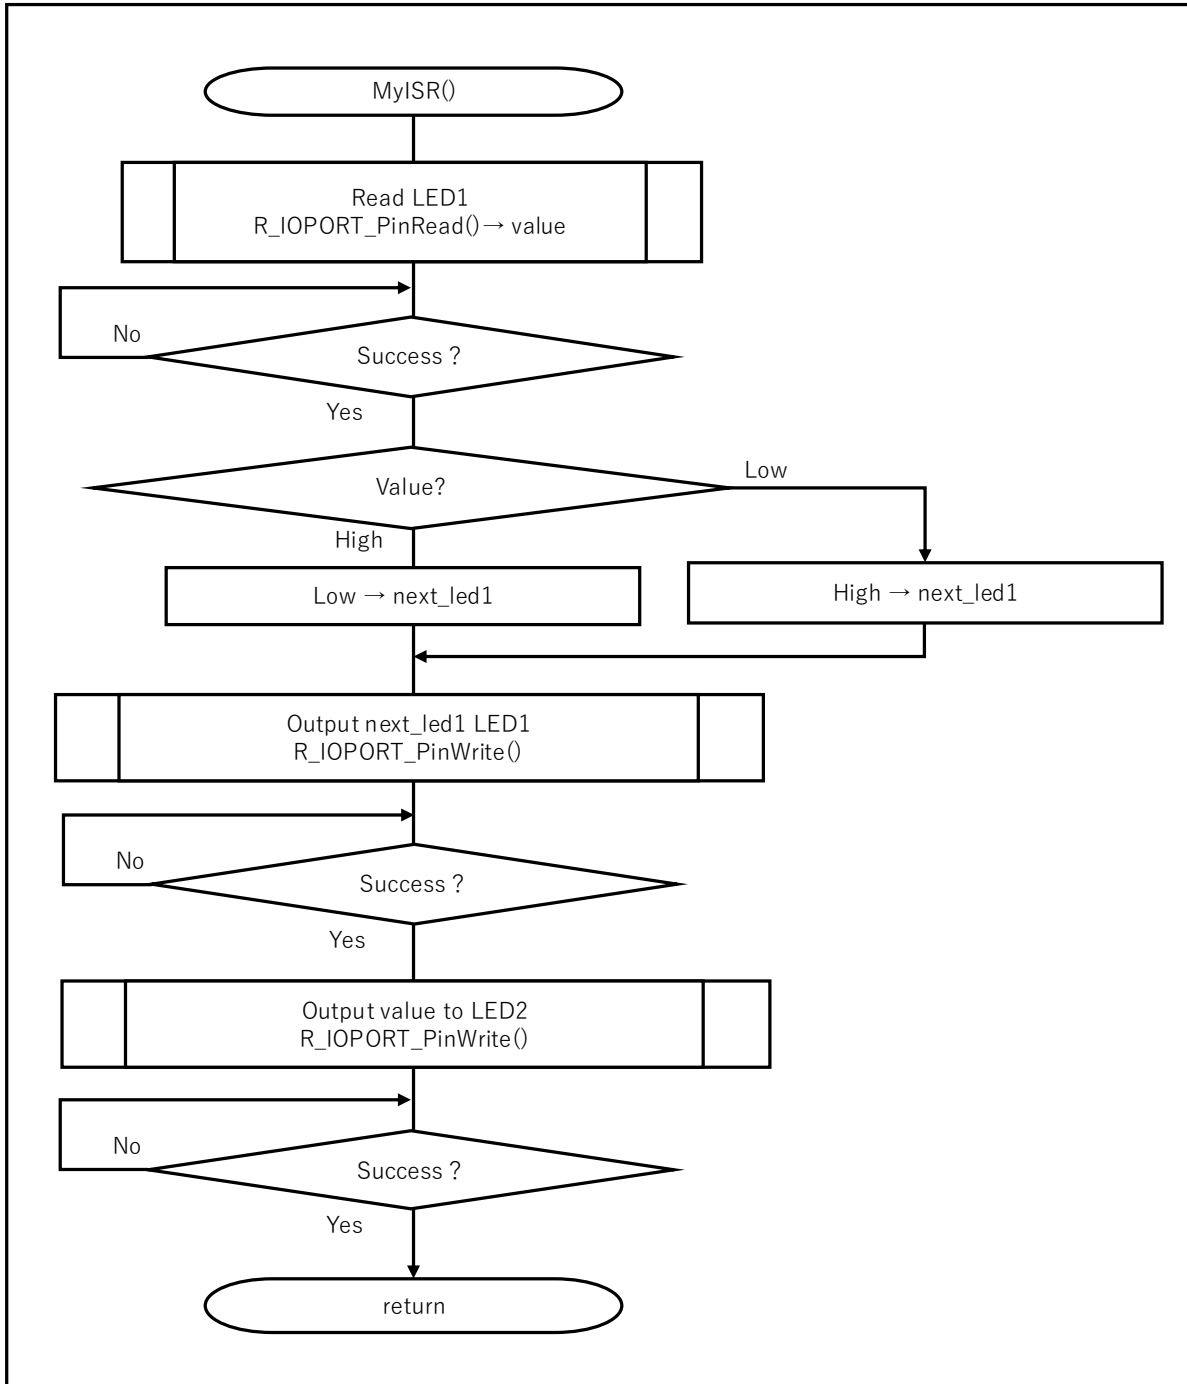 MyISR()
Read LED1
R_IOPORT_PinRead()→ value
No
Success ?
Yes
Value?
Low
High
Low → next_led1
High → next_led1
Output next_led1 LED1
R_IOPORT_PinWrite()
No
Success ?
Yes
Output value to LED2
R_IOPORT_PinWrite()
No
Success ?
Yes
return